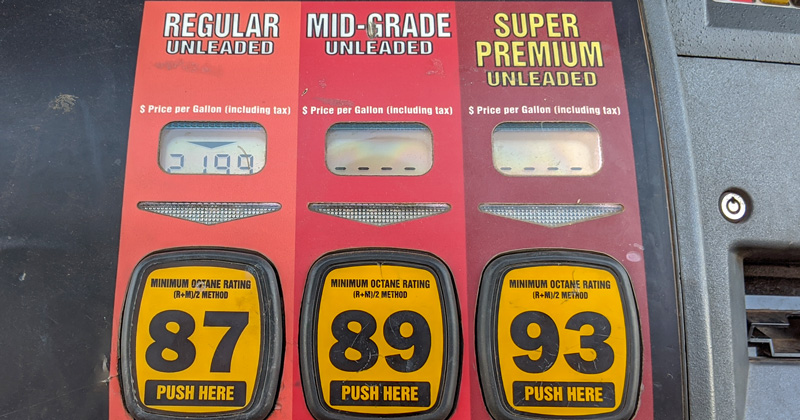 REGULAR
UNLEADED
$ Price per Gallon (including tax)
2199
MINIMUM OCTANE RATING
(R+M)/2 METHOD
87
PUSH HERE
MID-GRADE
UNLEADED
$ Price per Gallon (including tax)
MINIMUM OCTANE RATING
(R+M)/2 METHOD
89
PUSH HERE
SUPER
PREMIUM
UNLEADED
$ Price per Gallon (including tax)
MINIMUM OCTANE RATING
(R+M)/2 METHOD
93
PUSH HERE